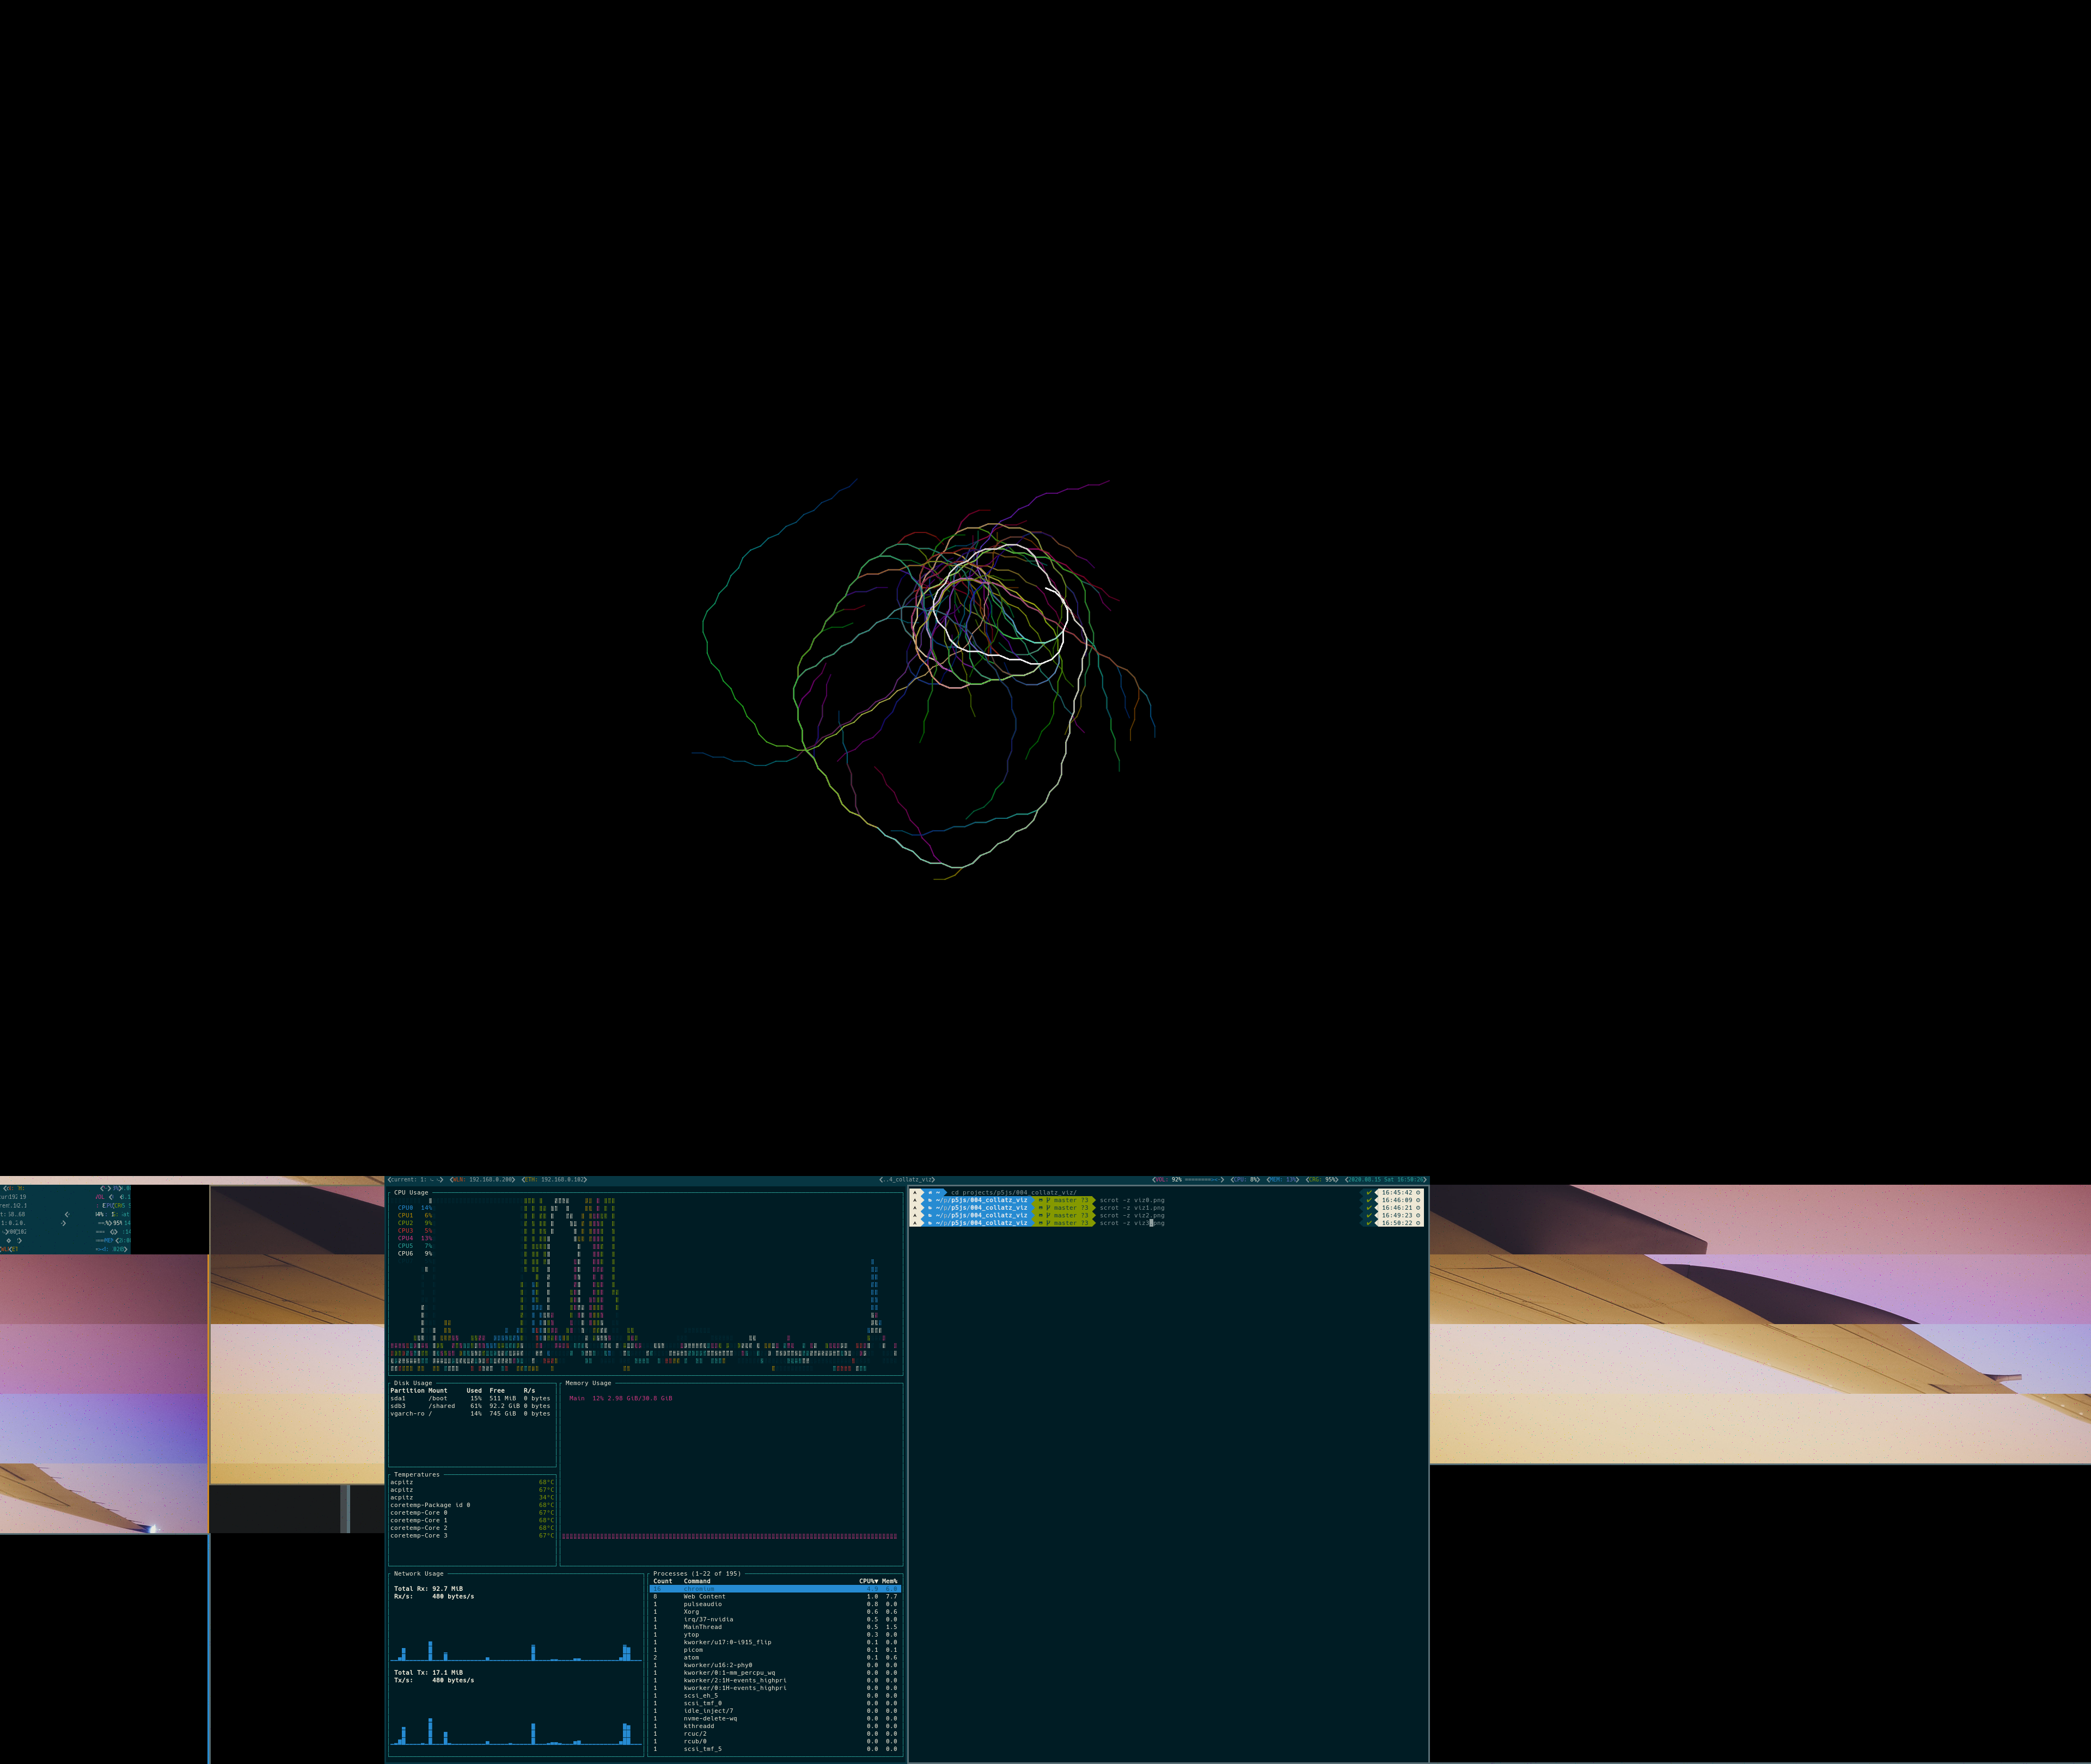 current: 1: ~ WLN: 192.168.0.200 ETH: 192.168.0.102 ..4_collatz_viz VOL: 92% CPU: 8% MEM: 13% CRG: 95% 2020.08.15 Sat 16:50:26
CPU Usage
CPU0 14%
CPU1 6%
CPU2 9%
CPU3 5%
CPU4 13%
CPU5 7%
CPU6 9%
Disk Usage
Partition Mount Used Free R/s
sda1 /boot 15% 511 MiB 0 bytes
sdb3 /shared 61% 92.2 GiB 0 bytes
vgarch-ro / 14% 745 GiB 0 bytes
Memory Usage
Main 12% 2.98 GiB/30.8 GiB
Temperatures
acpitz 68°C
acpitz 67°C
acpitz 34°C
coretemp-Package id 0 68°C
coretemp-Core 0 67°C
coretemp-Core 1 68°C
coretemp-Core 2 68°C
coretemp-Core 3 67°C
Network Usage
Total Rx: 92.7 MiB
Rx/s: 480 bytes/s
Total Tx: 17.1 MiB
Tx/s: 480 bytes/s
Processes (1-22 of 195)
Count Command CPU%▼ Mem%
chromium
8 Web Content 1.0 7.7
1 pulseaudio 0.8 0.0
1 Xorg 0.6 0.6
1 irq/37-nvidia 0.5 0.0
1 MainThread 0.5 1.5
1 ytop 0.3 0.0
1 kworker/u17:0-i915_flip 0.1 0.0
1 picom 0.1 0.1
2 atom 0.1 0.6
1 kworker/u16:2-phy0 0.0 0.0
1 kworker/0:1-mm_percpu_wq 0.0 0.0
1 kworker/2:1H-events_highpri 0.0 0.0
1 kworker/0:1H-events_highpri 0.0 0.0
1 scsi_eh_5 0.0 0.0
1 scsi_tmf_0 0.0 0.0
1 idle_inject/7 0.0 0.0
1 nvme-delete-wq 0.0 0.0
1 kthreadd 0.0 0.0
1 rcuc/2 0.0 0.0
1 rcub/0 0.0 0.0
1 scsi_tmf_5 0.0 0.0
~ cd projects/p5js/004_collatz_viz/ ✔ 16:45:42
~/p/p5js/004_collatz_viz master ?3 scrot -z viz0.png ✔ 16:46:09
~/p/p5js/004_collatz_viz master ?3 scrot -z viz1.png ✔ 16:46:21
~/p/p5js/004_collatz_viz master ?3 scrot -z viz2.png ✔ 16:49:23
~/p/p5js/004_collatz_viz master ?3 scrot -z viz3.png ✔ 16:50:22